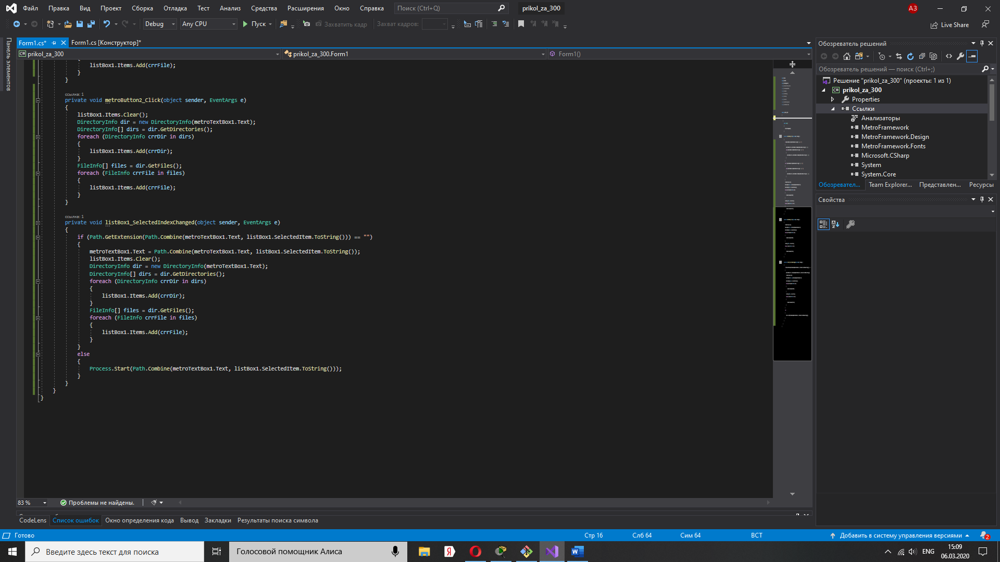 Файл Правка Вид Проект Сборка Отладка Тест Анализ Средства Расширения Окно Справка Поиск (Ctrl+Q) prikol_za_300 АЗ
Debug Any CPU Пуск Захватить кадр Захват кадров: Live Share
Панель элементов
Form1.cs* Form1.cs [Конструктор]*
prikol_za_300 prikol_za_300.Form1 Form1()
listBox1.Items.Add(crrFile);
}
}
ссылка: 1
private void metroButton2_Click(object sender, EventArgs e)
{
listBox1.Items.Clear();
DirectoryInfo dir = new DirectoryInfo(metroTextBox1.Text);
DirectoryInfo[] dirs = dir.GetDirectories();
foreach (DirectoryInfo crrDir in dirs)
{
listBox1.Items.Add(crrDir);
}
FileInfo[] files = dir.GetFiles();
foreach (FileInfo crrFile in files)
{
listBox1.Items.Add(crrFile);
}
}
ссылка: 1
private void listBox1_SelectedIndexChanged(object sender, EventArgs e)
{
if (Path.GetExtension(Path.Combine(metroTextBox1.Text, listBox1.SelectedItem.ToString())) == "")
{
metroTextBox1.Text = Path.Combine(metroTextBox1.Text, listBox1.SelectedItem.ToString());
listBox1.Items.Clear();
DirectoryInfo dir = new DirectoryInfo(metroTextBox1.Text);
DirectoryInfo[] dirs = dir.GetDirectories();
foreach (DirectoryInfo crrDir in dirs)
{
listBox1.Items.Add(crrDir);
}
FileInfo[] files = dir.GetFiles();
foreach (FileInfo crrFile in files)
{
listBox1.Items.Add(crrFile);
}
}
else
{
Process.Start(Path.Combine(metroTextBox1.Text, listBox1.SelectedItem.ToString()));
}
}
}
}
83 % Проблемы не найдены.
CodeLens Список ошибок Окно определения кода Вывод Закладки Результаты поиска символа
Обозреватель решений
Обозреватель решений — поиск (Ctrl+;)
Решение "prikol_za_300" (проекты: 1 из 1)
prikol_za_300
Properties
Ссылки
Анализаторы
MetroFramework
MetroFramework.Design
MetroFramework.Fonts
Microsoft.CSharp
System
System.Core
Обозревател... Team Explorer... Представлен... Ресурсы
Свойства
Готово Стр 16 Слб 64 Сим 64 ВСТ Добавить в систему управления версиями 2
Введите здесь текст для поиска Голосовой помощник Алиса ENG 15:09
06.03.2020